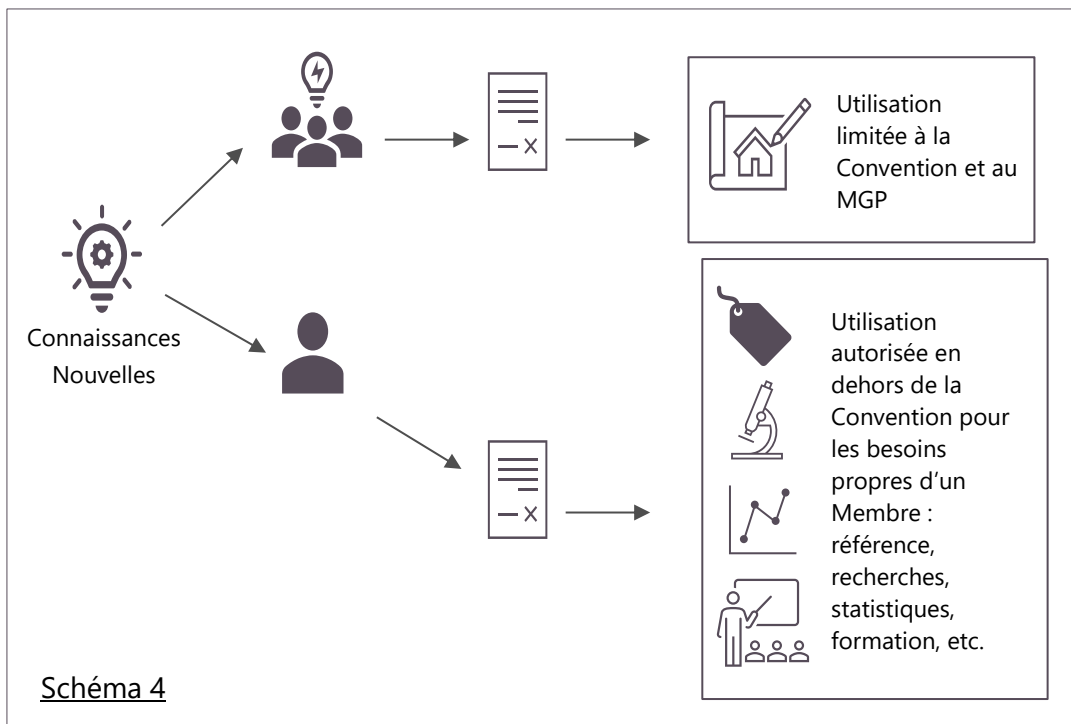 Utilisation
limitée à la
Convention et au
MGP
Connaissances
Nouvelles
Utilisation
autorisée en
dehors de la
Convention pour
les besoins
propres d’un
Membre :
référence,
recherches,
statistiques,
formation, etc.
Schéma 4